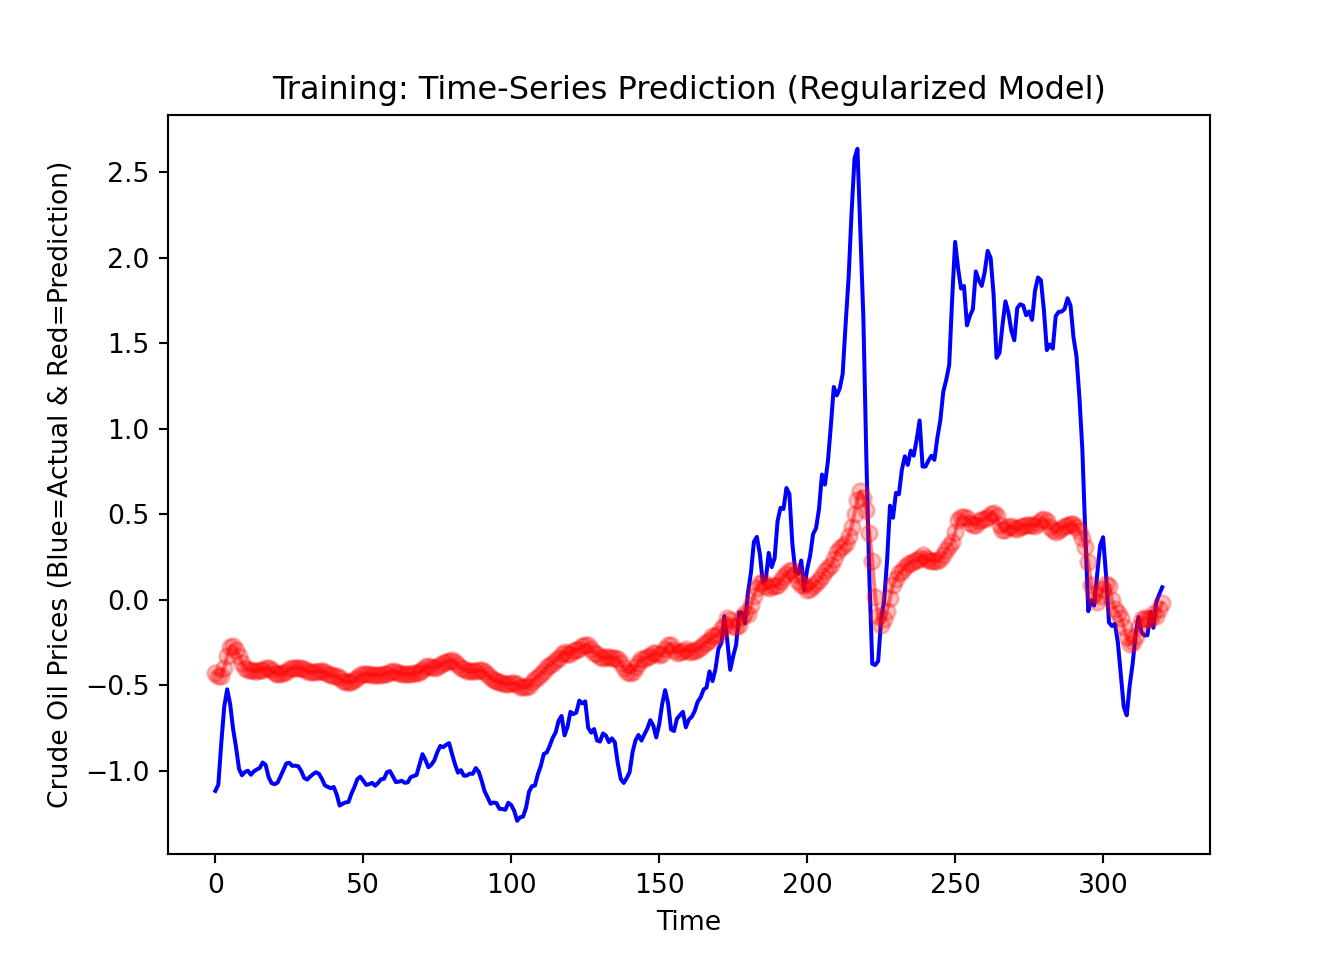 Training: Time-Series Prediction (Regularized Model)
Crude Oil Prices (Blue=Actual & Red=Prediction)
2.5
2.0
1.5
1.0
0.5
0.0
−0.5
−1.0
0 50 100 150 200 250 300
Time